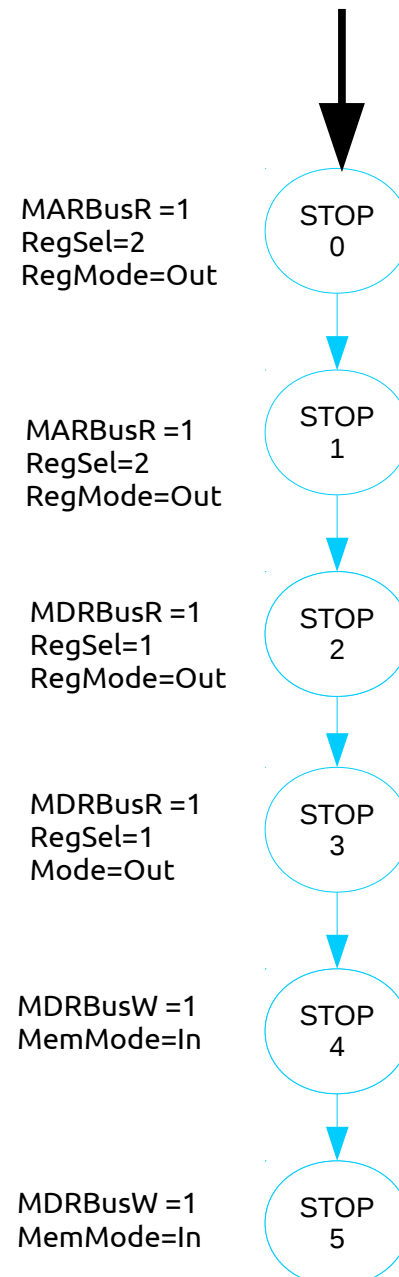 MARBusR =1
RegSel=2
RegMode=Out
STOP
0
MARBusR =1
RegSel=2
RegMode=Out
STOP
1
MDRBusR =1
RegSel=1
RegMode=Out
STOP
2
MDRBusR =1
RegSel=1
Mode=Out
STOP
3
MDRBusW =1
MemMode=In
STOP
4
MDRBusW =1
MemMode=In
STOP
5